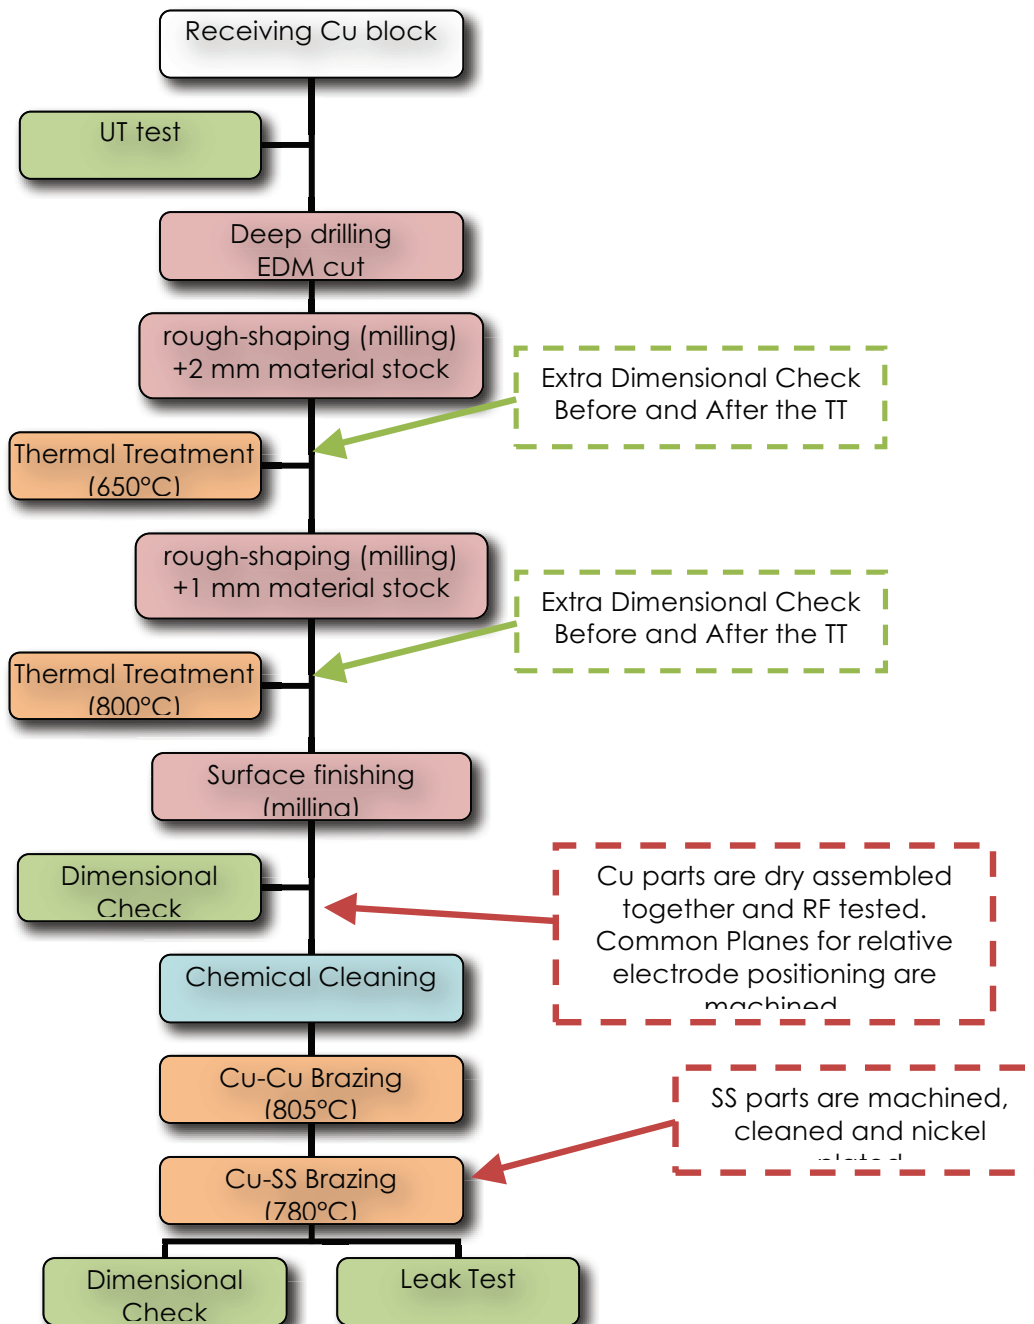 Receiving Cu block
UT test
Deep drilling
EDM cut
rough-shaping (milling)
+2 mm material stock
Extra Dimensional Check
Before and After the TT
Thermal Treatment
(650°C)
rough-shaping (milling)
+1 mm material stock
Extra Dimensional Check
Before and After the TT
Thermal Treatment
(800°C)
Surface finishing
(milling)
Dimensional
Check
Cu parts are dry assembled
together and RF tested.
Common Planes for relative
electrode positioning are
machined
Chemical Cleaning
Cu-Cu Brazing
(805°C)
SS parts are machined,
cleaned and nickel
plated
Cu-SS Brazing
(780°C)
Dimensional
Check
Leak Test